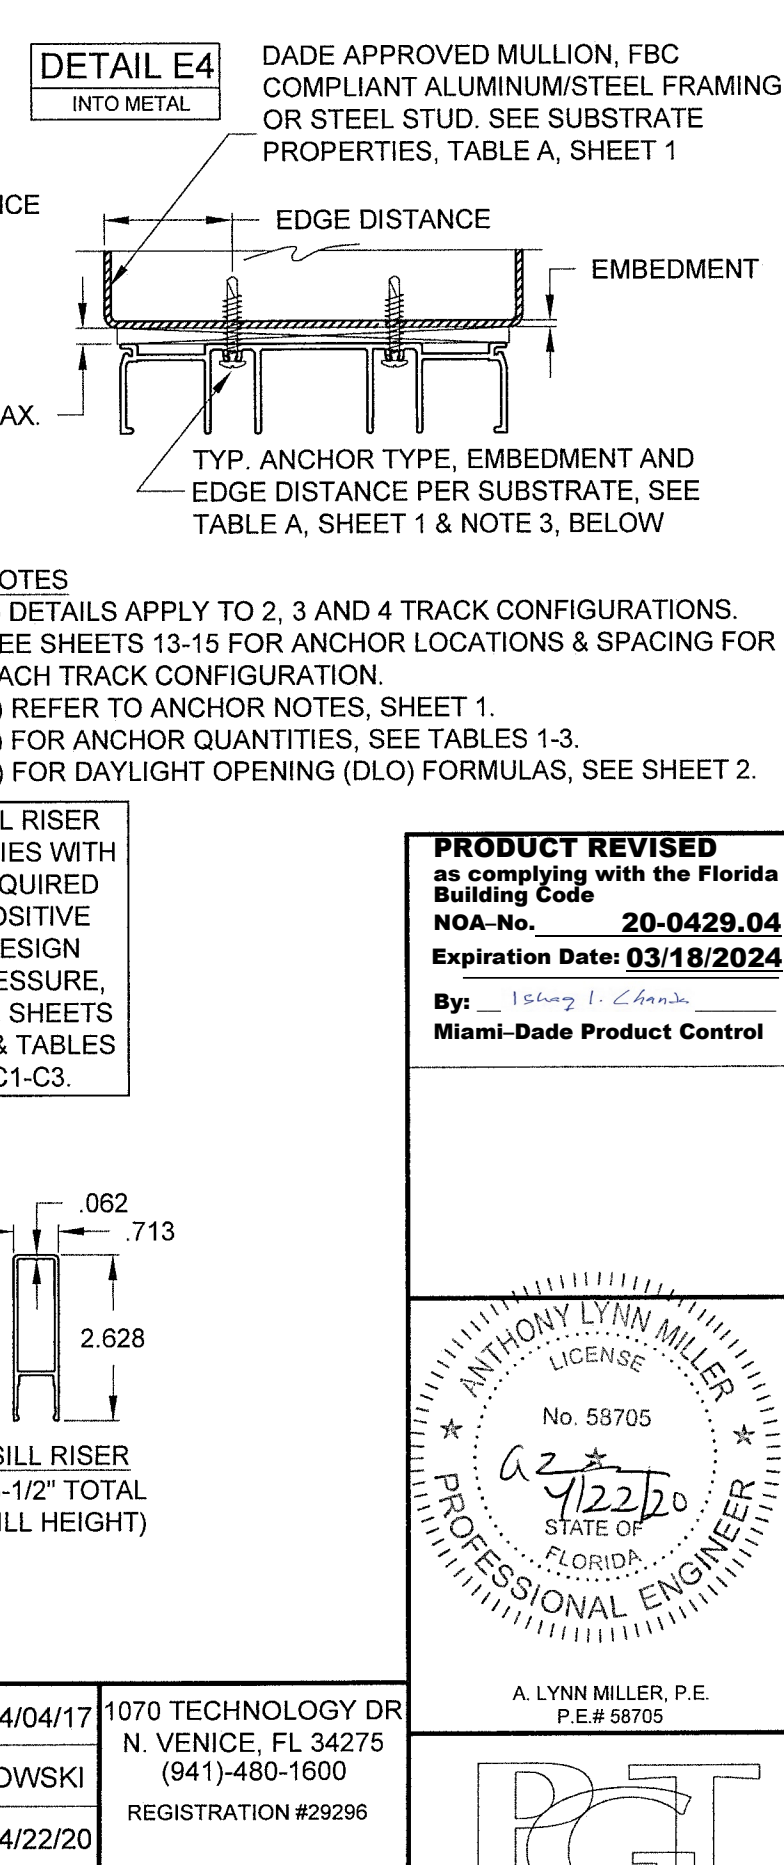 DETAIL E4
INTO METAL
DADE APPROVED MULLION, FBC
COMPLIANT ALUMINUM/STEEL FRAMING
OR STEEL STUD. SEE SUBSTRATE
PROPERTIES, TABLE A, SHEET 1
NCE
EDGE DISTANCE
EMBEDMENT
AX.
TYP. ANCHOR TYPE, EMBEDMENT AND
EDGE DISTANCE PER SUBSTRATE, SEE
TABLE A, SHEET 1 & NOTE 3, BELOW
OTES
DETAILS APPLY TO 2, 3 AND 4 TRACK CONFIGURATIONS.
EE SHEETS 13-15 FOR ANCHOR LOCATIONS & SPACING FOR
ACH TRACK CONFIGURATION.
) REFER TO ANCHOR NOTES, SHEET 1.
) FOR ANCHOR QUANTITIES, SEE TABLES 1-3.
) FOR DAYLIGHT OPENING (DLO) FORMULAS, SEE SHEET 2.
L RISER
IES WITH
QUIRED
OSITIVE
ESIGN
ESSURE,
SHEETS
& TABLES
C1-C3.
PRODUCT REVISED
as complying with the Florida
Building Code
NOA–No. 20-0429.04
Expiration Date: 03/18/2024
By: Ishaq I. Chanda
Miami–Dade Product Control
.062
.713
2.628
SILL RISER
-1/2" TOTAL
ILL HEIGHT)
ANTHONY LYNN MILLER
LICENSE
No. 58705
4/22/20
STATE OF
FLORIDA
PROFESSIONAL ENGINEER
A. LYNN MILLER, P.E.
P.E.# 58705
4/04/17
OWSKI
4/22/20
1070 TECHNOLOGY DR
N. VENICE, FL 34275
(941)-480-1600
REGISTRATION #29296
PGT